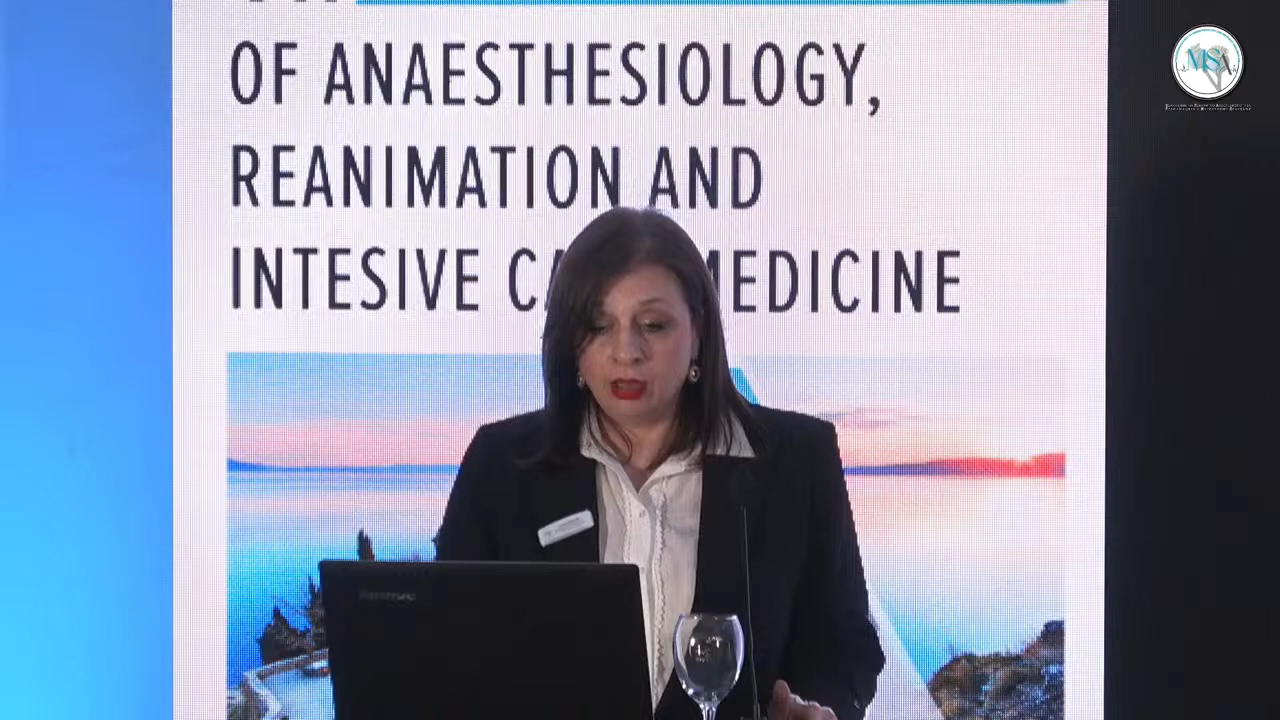 OF ANAESTHESIOLOGY,
REANIMATION AND
INTESIVE CA MEDICINE
MSA